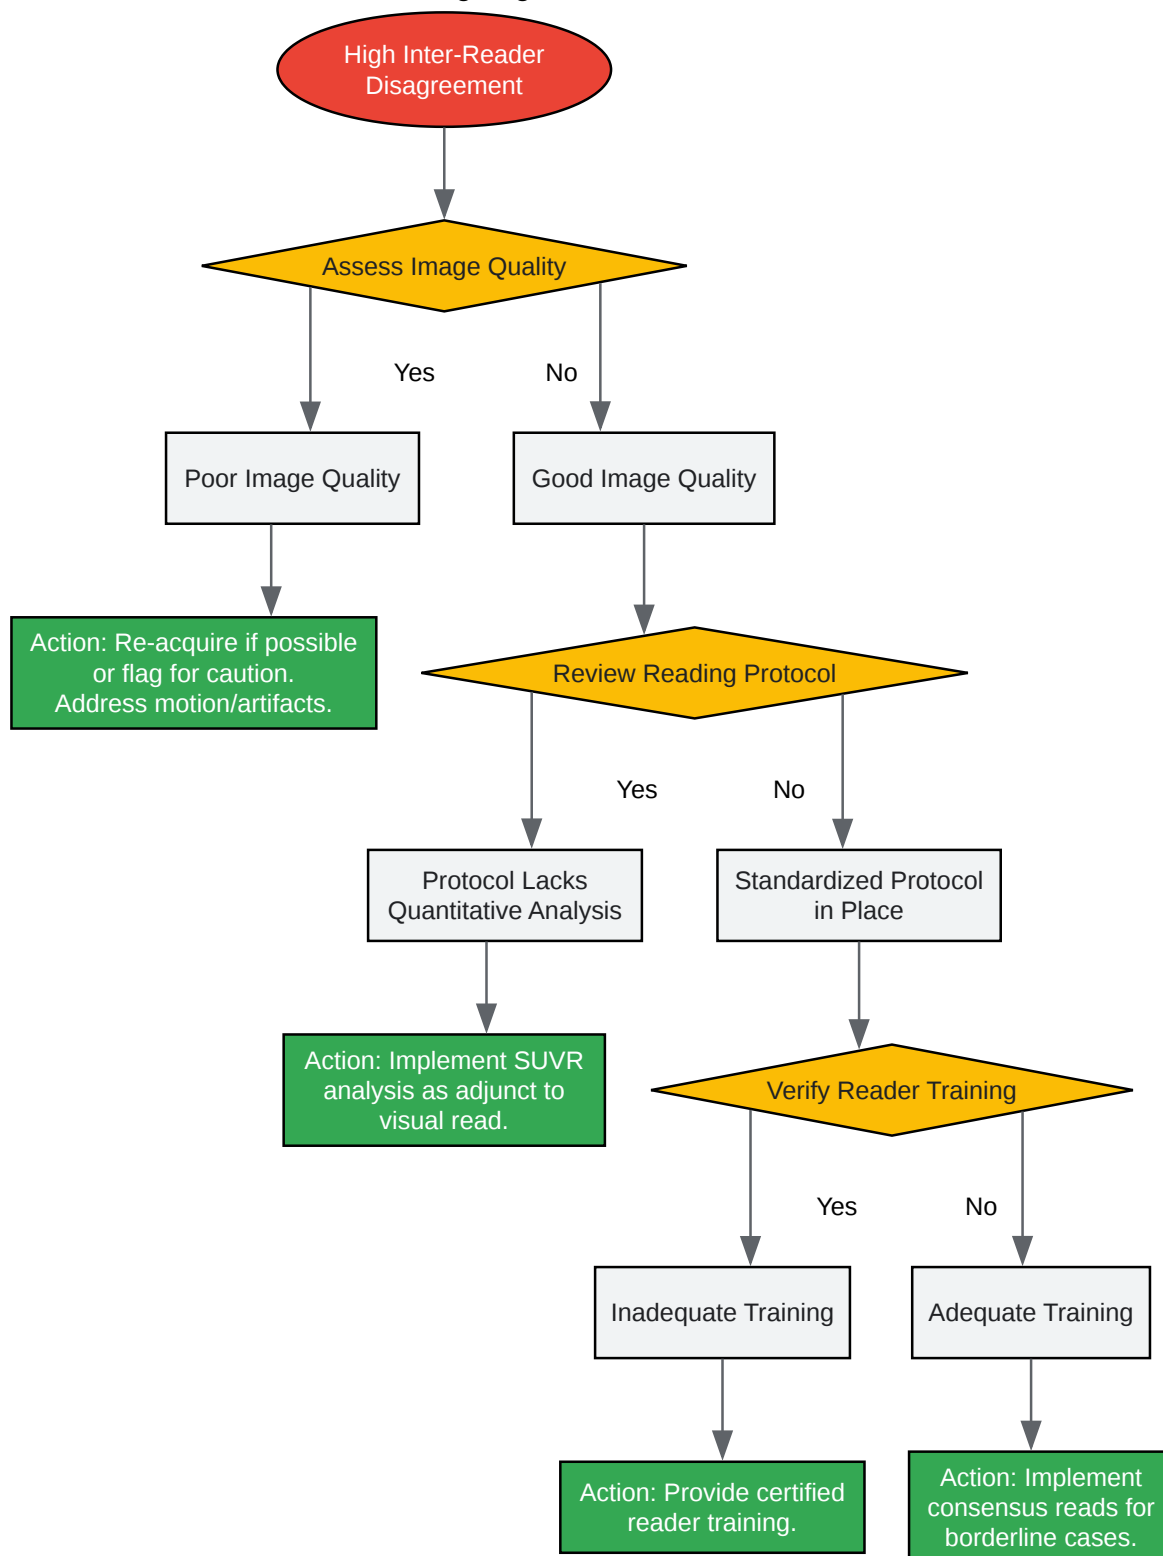 High Inter-Reader
Disagreement
Assess Image Quality
Yes
No
Poor Image Quality
Good Image Quality
Action: Re-acquire if possible
or flag for caution.
Address motion/artifacts.
Review Reading Protocol
Yes
No
Protocol Lacks
Quantitative Analysis
Standardized Protocol
in Place
Action: Implement SUVR
analysis as adjunct to
visual read.
Verify Reader Training
Yes
No
Inadequate Training
Adequate Training
Action: Provide certified
reader training.
Action: Implement
consensus reads for
borderline cases.